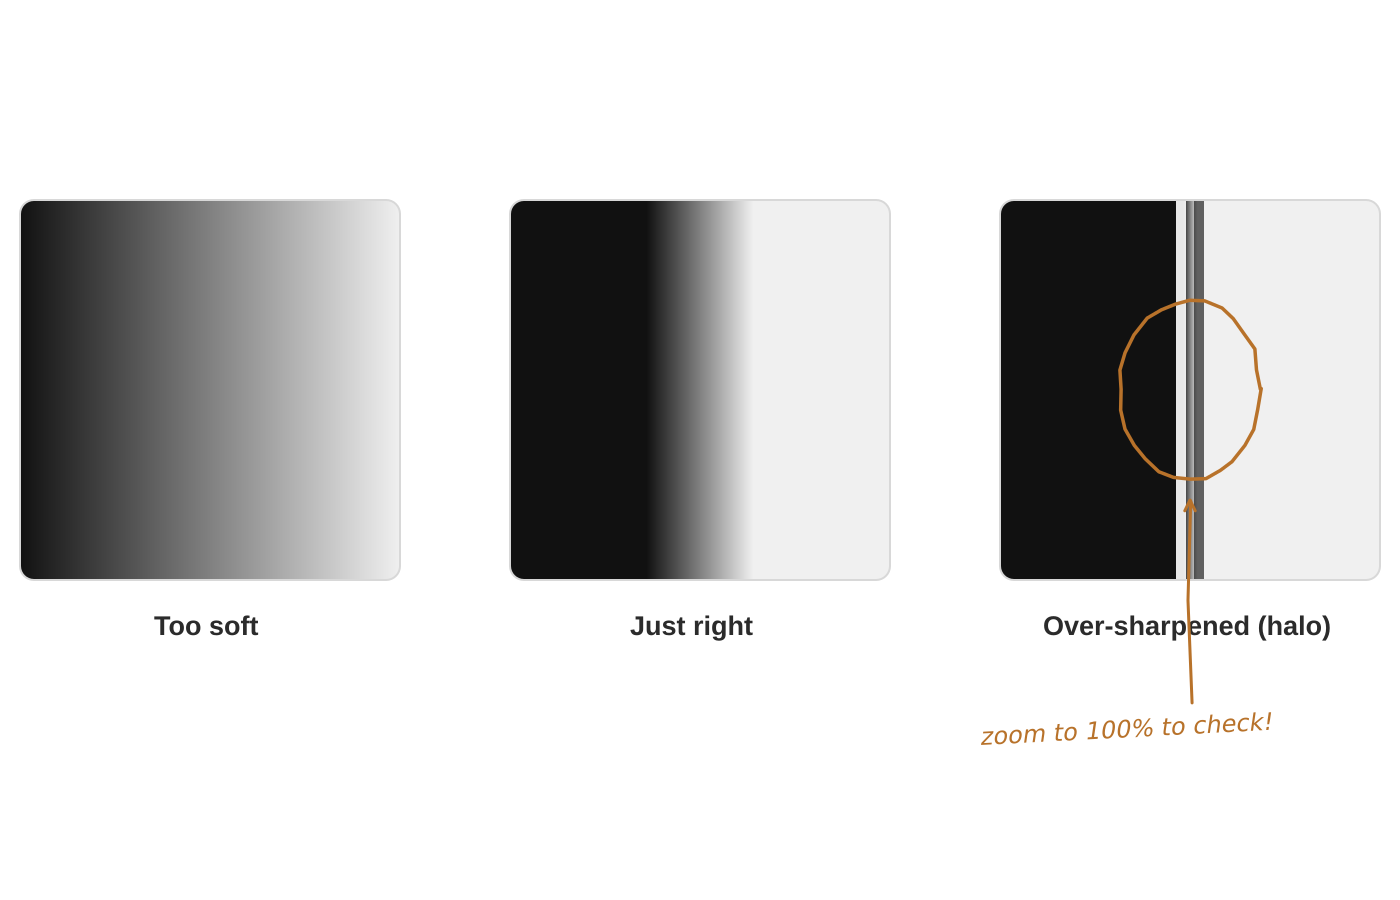 Too soft
Just right
Over-sharpened (halo)
zoom to 100% to check!